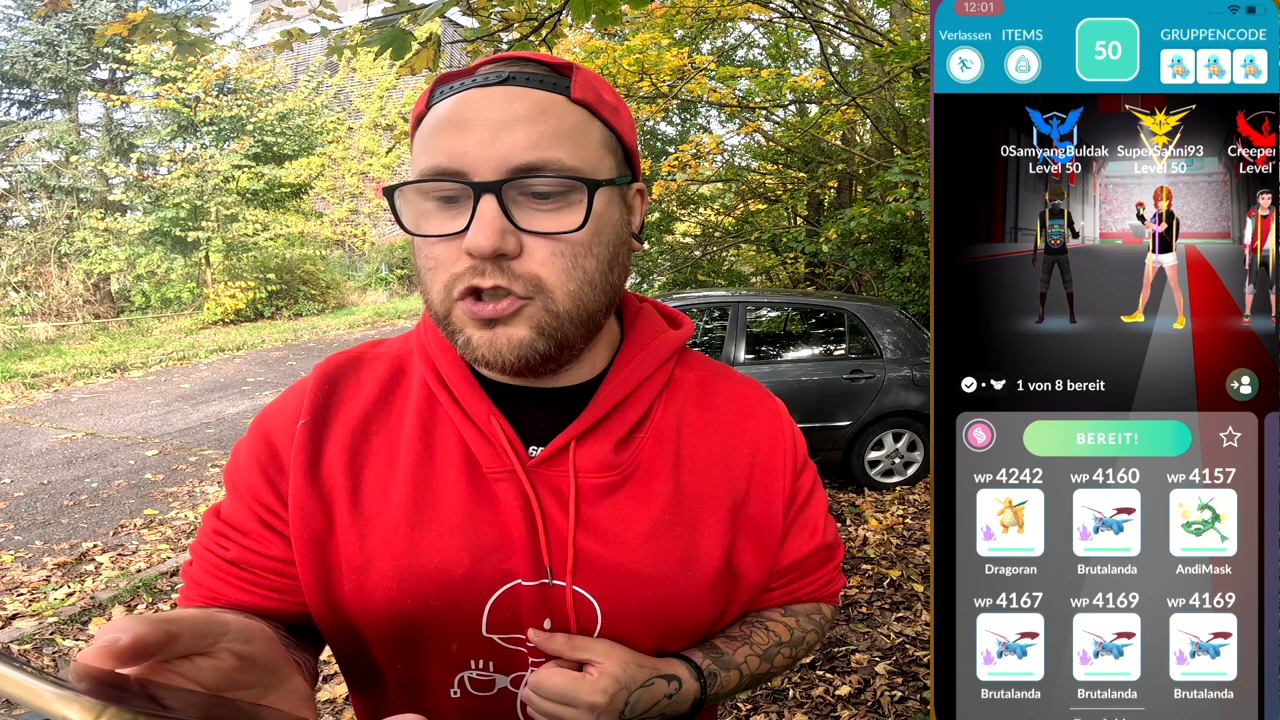 12:01
Verlassen
ITEMS
50
GRUPPENCODE
0SamyangBuldak
Level 50
SuperSanni93
Level 50
Creeper
Level
1 von 8 bereit
BEREIT!
WP 4242
WP 4160
WP 4157
Dragoran
Brutalanda
AndiMask
WP 4167
WP 4169
WP 4169
Brutalanda
Brutalanda
Brutalanda